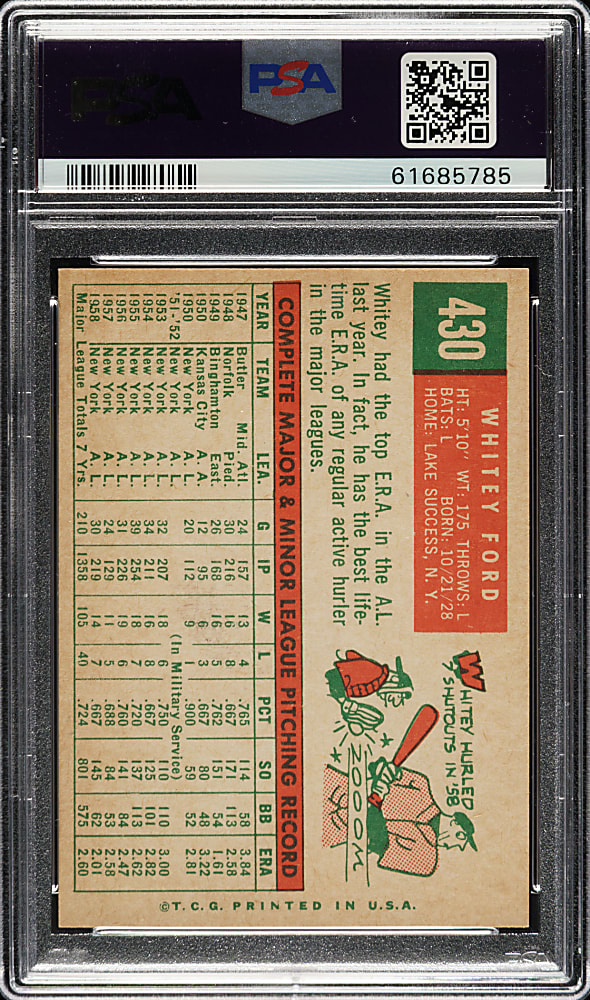 PSA
PSA
61685785
430
WHITEY FORD
HT: 5'10" WT: 175 THROWS: L
BATS: L BORN: 10/21/28
HOME: LAKE SUCCESS, N. Y.
Whitey had the top E.R.A. in the A.L.
last year. In fact, he has the best life-
time E.R.A. of any regular active hurler
in the major leagues.
WHITEY HURLED
7 SHUTOUTS IN '58
ZOOOM
COMPLETE MAJOR & MINOR LEAGUE PITCHING RECORD
YEAR TEAM LEA. G IP W L PCT SO BB ERA
1947 Butler Mid. Atl. 24 157 13 4 .765 114 58 3.84
1948 Norfolk Pied 30 216 16 8 .667 171 113 2.58
1949 Binghamton East. 26 168 16 5 .762 151 54 1.61
1950 Kansas City A. A. 12 95 6 3 .667 80 48 3.22
1950 New York A. L. 20 112 9 1 .900 59 52 2.81
'51-'52 (In Military Service)
1953 New York A. L. 32 207 18 6 .750 110 110 3.00
1954 New York A. L. 34 211 16 8 .667 125 101 2.82
1955 New York A. L. 39 254 18 7 .720 137 113 2.62
1956 New York A. L. 31 226 19 6 .760 141 84 2.47
1957 New York A. L. 24 129 11 5 .688 84 53 2.58
1958 New York A. L. 30 219 14 7 .667 145 62 2.01
Major League Totals 7 Yrs. 210 1358 105 40 .724 801 575 2.60
©T.C.G. PRINTED IN U.S.A.